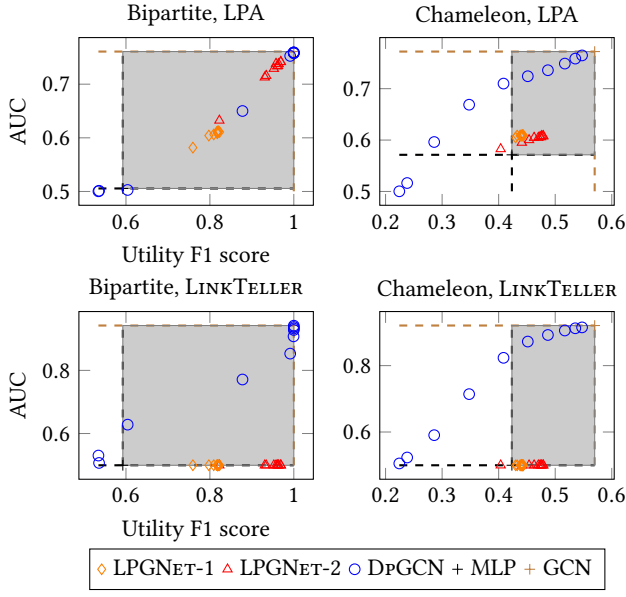 Bipartite, LPA
Chameleon, LPA
AUC
0.7
0.6
0.5
0.7
0.6
0.5
0.6 0.8 1
0.2 0.3 0.4 0.5 0.6
Utility F1 score
Bipartite, LINKTELLER
Chameleon, LINKTELLER
AUC
0.8
0.6
0.8
0.6
0.6 0.8 1
0.2 0.3 0.4 0.5 0.6
Utility F1 score
LPGNET-1 LPGNET-2 DPGCN + MLP + GCN